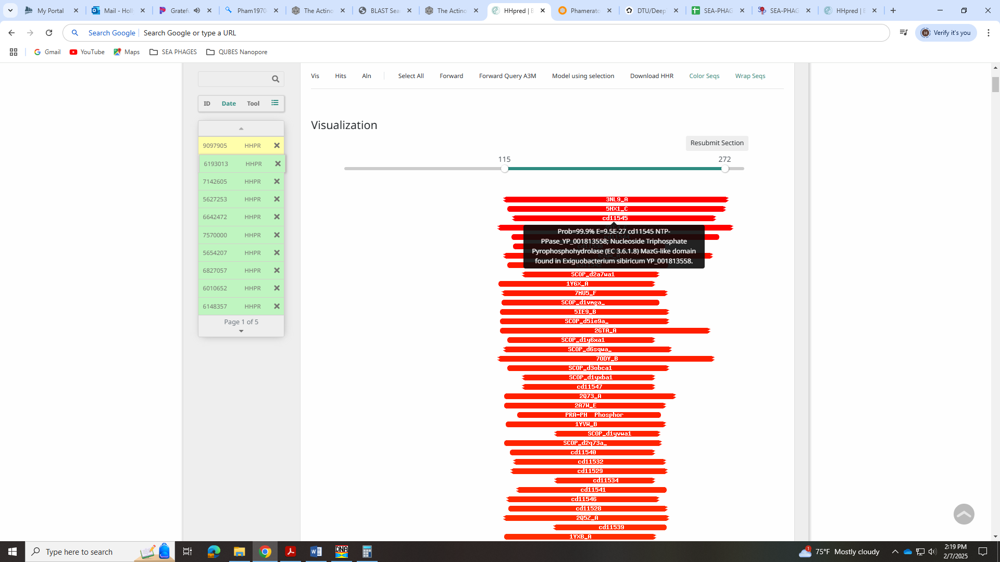 My Portal
Mail - Holl
Gratefu
Pham1970
The Actino
BLAST Sea
The Actino
HHpred | B
Phamerato
DTU/Deep
SEA-PHAG
SEA-PHAG
HHpred | B
Search Google
Search Google or type a URL
Verify it's you
Gmail
YouTube
Maps
SEA PHAGES
QUBES Nanopore
Vis
Hits
Aln
Select All
Forward
Forward Query A3M
Model using selection
Download HHR
Color Seqs
Wrap Seqs
ID
Date
Tool
9097905 HHPR
6193013 HHPR
7142605 HHPR
5627253 HHPR
6642472 HHPR
7570000 HHPR
5654207 HHPR
6827057 HHPR
6010652 HHPR
6148357 HHPR
Page 1 of 5
Visualization
Resubmit Section
115
272
3NL9_A
5HX1_C
cd11545
Prob=99.9% E=9.5E-27 cd11545 NTP-
PPase_YP_001813558; Nucleoside Triphosphate
Pyrophosphohydrolase (EC 3.6.1.8) MazG-like domain
found in Exiguobacterium sibiricum YP_001813558.
SCOP_d2a7wa1
1Y6X_A
7MU5_F
SCOP_d1vmga_
5IE9_B
SCOP_d5ie9a_
2GTA_A
SCOP_d1y6xa1
SCOP_d6sqwa_
7ODY_B
SCOP_d3obca1
SCOP_d1yxba1
cd11547
2Q73_A
2A7W_E
PRA-PH Phosphor
1YVW_B
SCOP_d1yvwa1
SCOP_d2q73a_
cd11540
cd11532
cd11529
cd11534
cd11541
cd11546
cd11528
2Q5Z_A
cd11539
1YXB_A
Type here to search
DNA
1
75°F Mostly cloudy
2:19 PM
2/7/2025